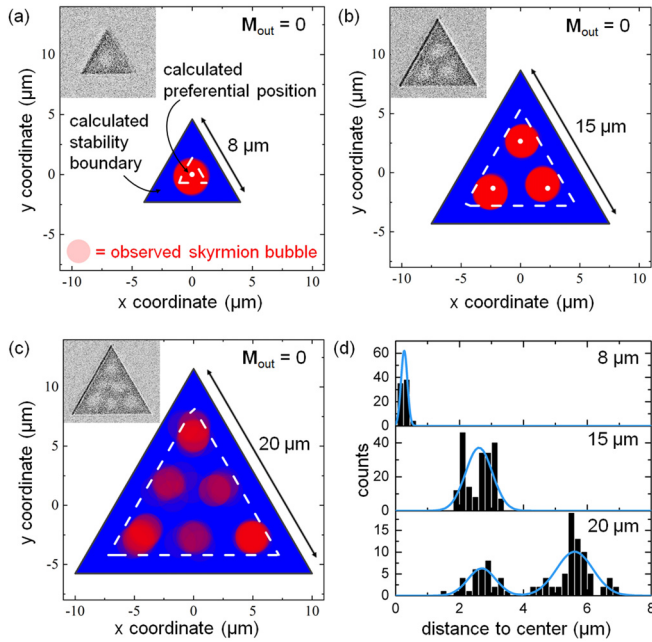 (a)
M_out = 0
calculated
preferential position
calculated
stability
boundary
8 µm
= observed skyrmion bubble
10
5
0
-5
y coordinate (µm)
-10 -5 0 5 10
x coordinate (µm)
(b)
M_out = 0
15 µm
10
5
0
-5
y coordinate (µm)
-10 -5 0 5 10
x coordinate (µm)
(c)
M_out = 0
20 µm
10
5
0
-5
y coordinate (µm)
-10 -5 0 5 10
x coordinate (µm)
(d)
8 µm
60
40
20
0
15 µm
40
20
0
20 µm
15
10
5
0
counts
0 2 4 6 8
distance to center (µm)